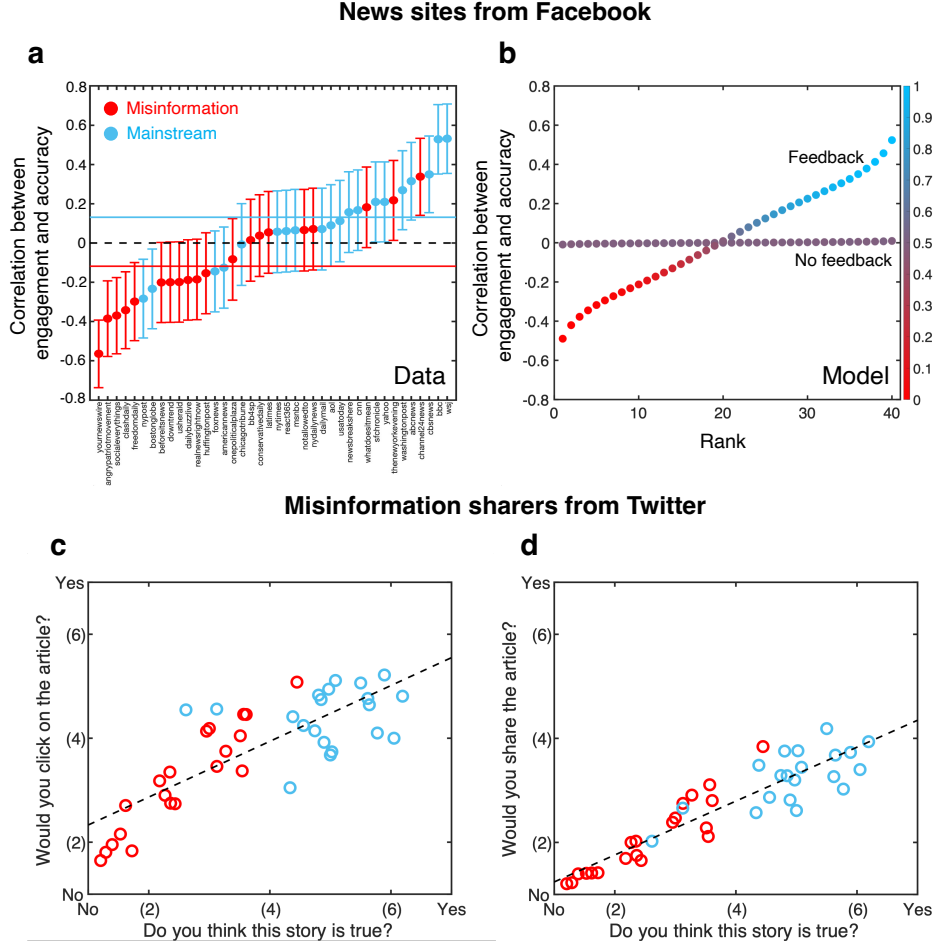 News sites from Facebook
a
b
Correlation between
engagement and accuracy
0.8
0.6
0.4
0.2
0
-0.2
-0.4
-0.6
-0.8
Misinformation
Mainstream
Data
yournewswire
angrypatriotmovement
socialeverythings
clashdaily
freedomdaily
nypost
bostonglobe
beforeitsnews
downtrend
usherald
dailybuzzlive
realnewsrightnow
huffingtonpost
foxnews
americannews
onepoliticalplaza
chicagotribune
bb4sp
conservativedaily
latimes
nytimes
react365
msnbc
notallowedto
nydailynews
dailymail
aol
usatoday
newsbreakshere
cnn
whatdoesitmean
sfchronicle
yahoo
thenewyorkevening
washingtonpost
abcnews
channel24news
cbsnews
bbc
wsj
Correlation between
engagement and accuracy
0.8
0.6
0.4
0.2
0
-0.2
-0.4
-0.6
-0.8
Feedback
No feedback
Model
0
10
20
30
40
Rank
1
0.9
0.8
0.7
0.6
0.5
0.4
0.3
0.2
0.1
0
Misinformation sharers from Twitter
c
d
Would you click on the article?
Yes
(6)
(4)
(2)
No
No
(2)
(4)
(6)
Yes
Do you think this story is true?
Would you share the article?
Yes
(6)
(4)
(2)
No
No
(2)
(4)
(6)
Yes
Do you think this story is true?